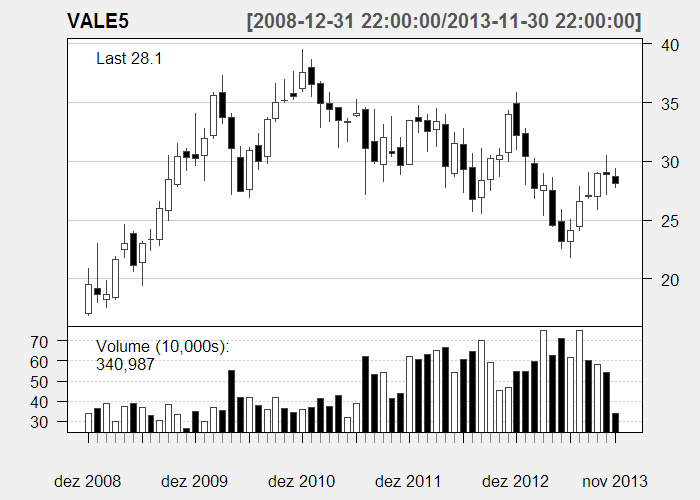 VALE5 [2008-12-31 22:00:00/2013-11-30 22:00:00]
Last 28.1
40
35
30
25
20
Volume (10,000s):
340,987
70
60
50
40
30
dez 2008 dez 2009 dez 2010 dez 2011 dez 2012 nov 2013